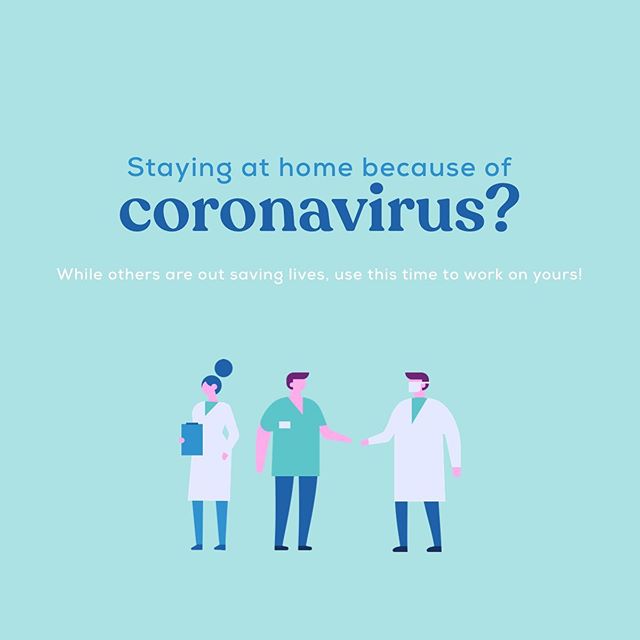 Staying at home because of
coronavirus?
While others are out saving lives, use this time to work on yours!